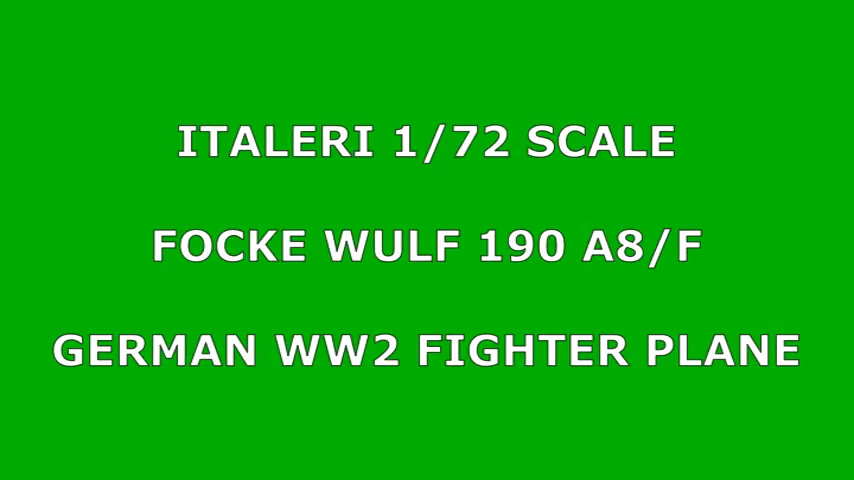 ITALERI 1/72 SCALE
FOCKE WULF 190 A8/F
GERMAN WW2 FIGHTER PLANE